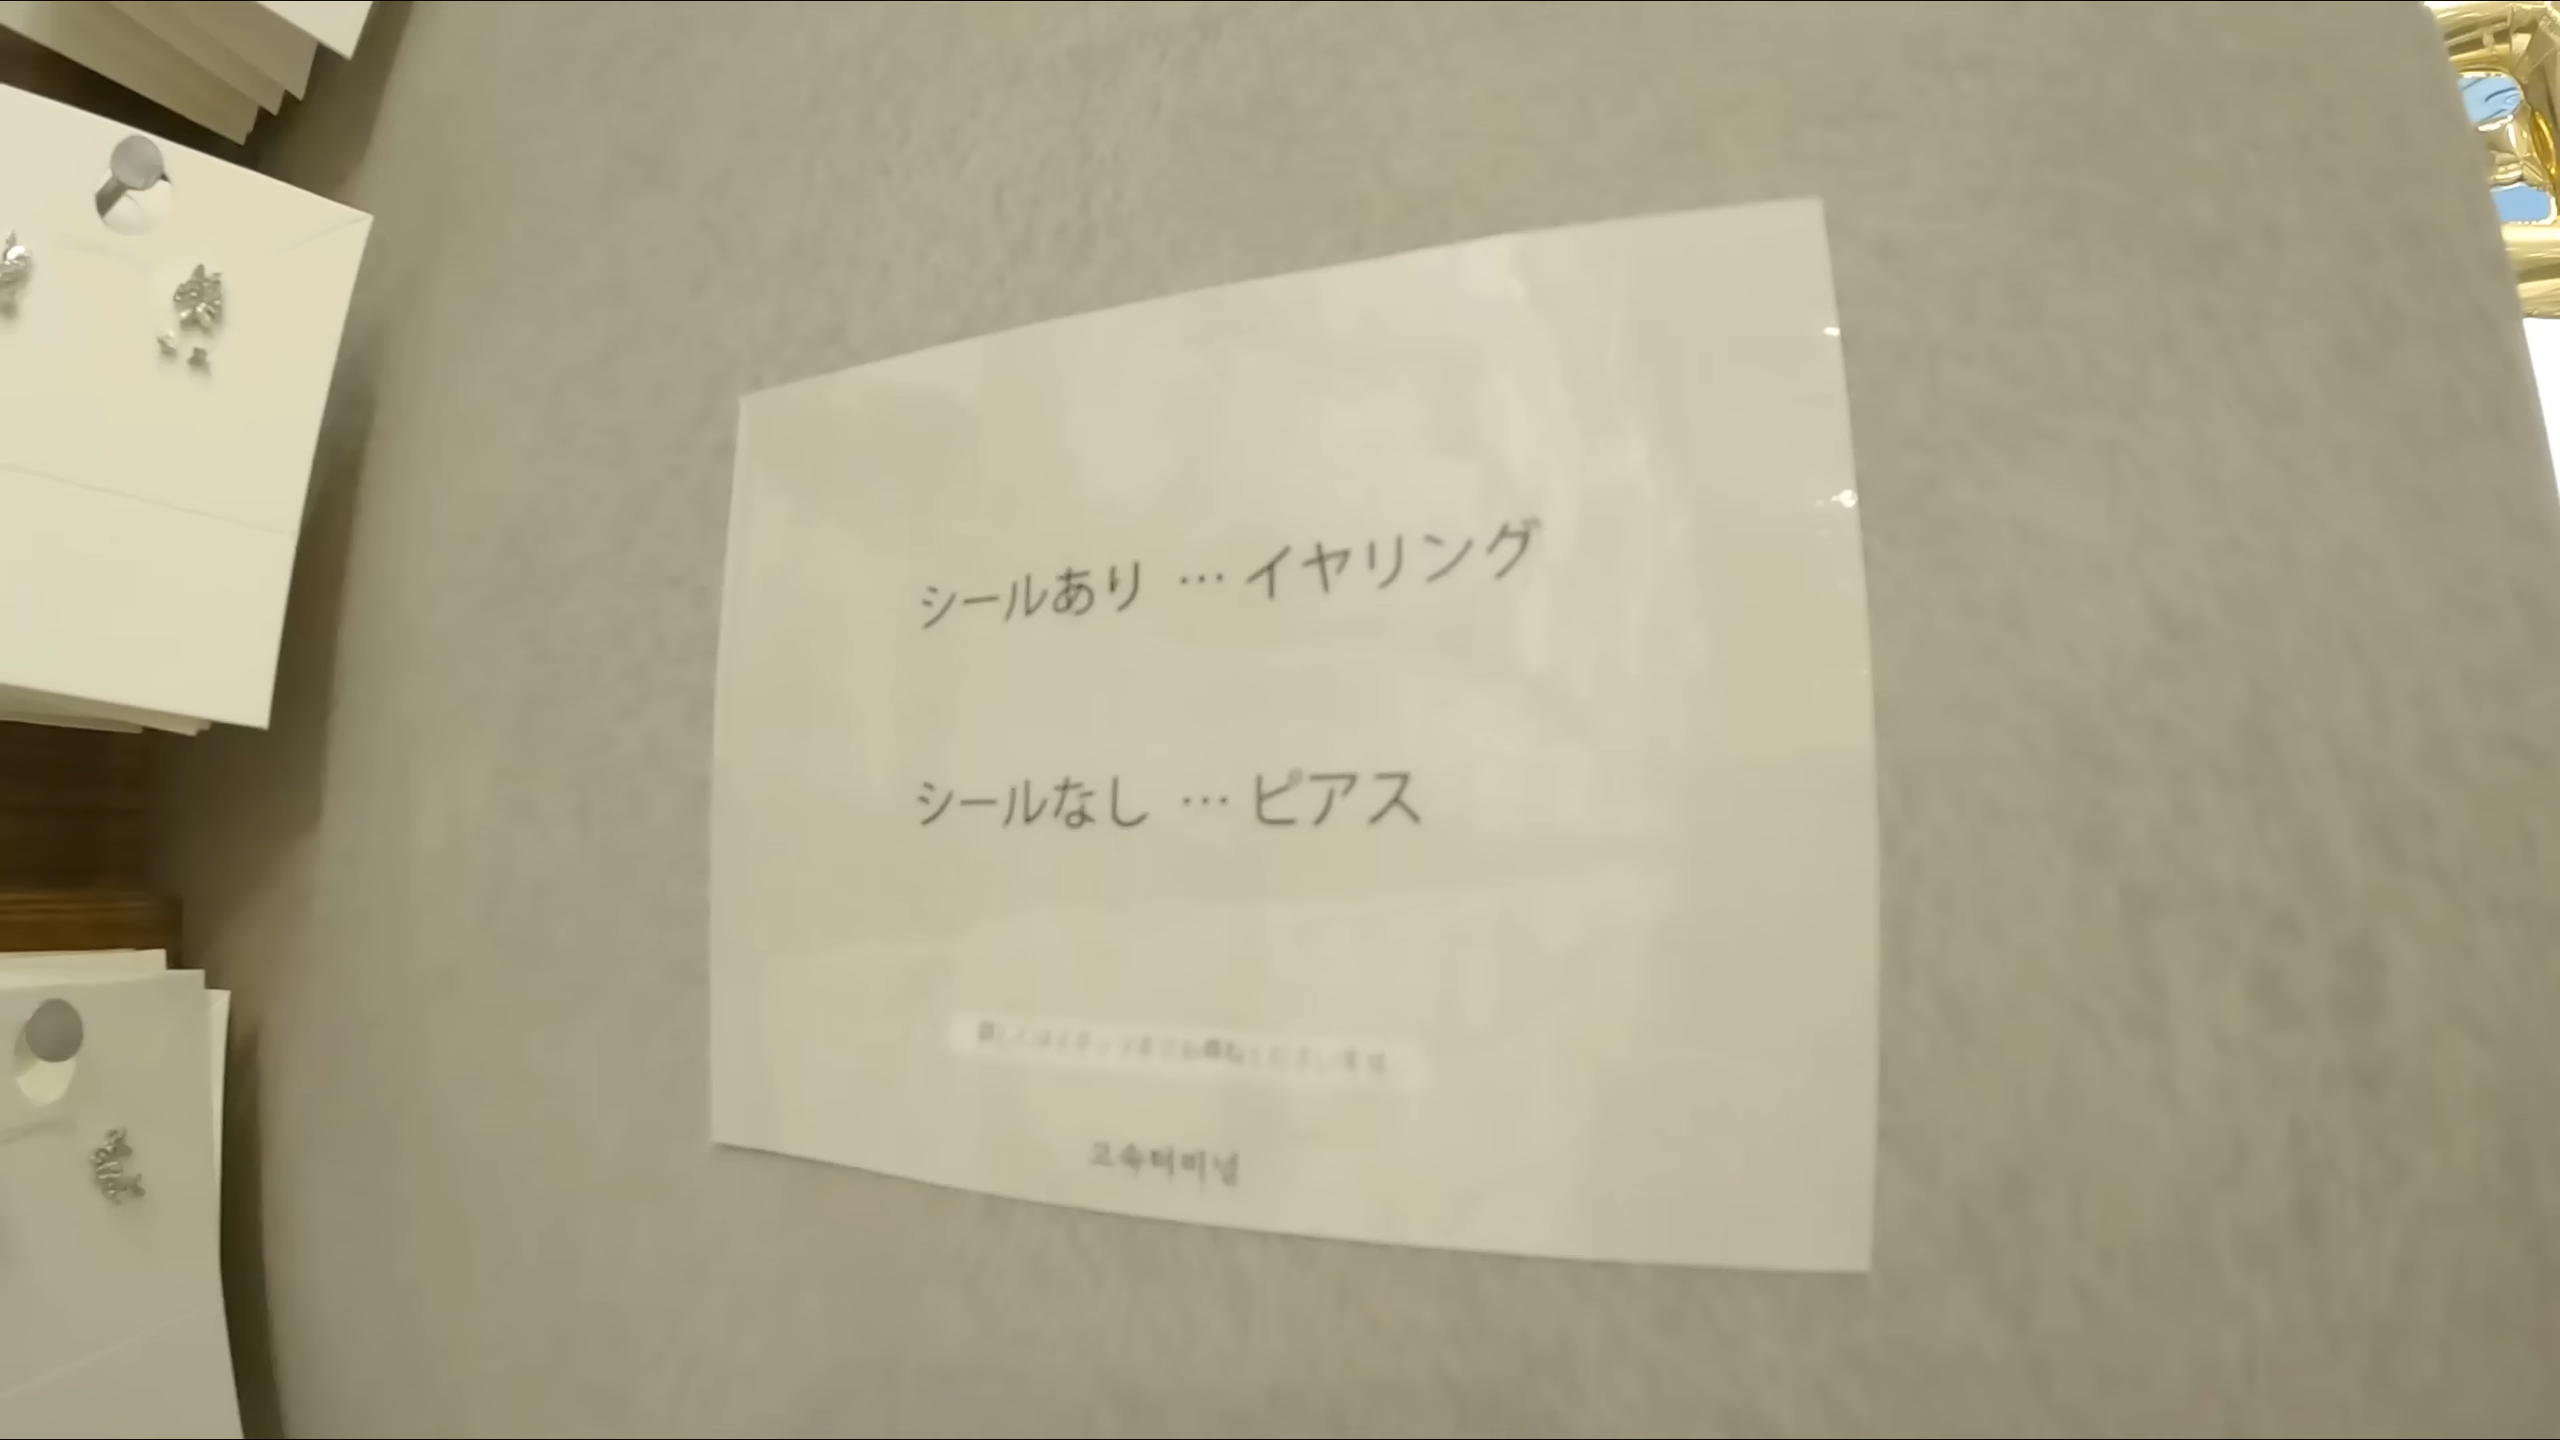 シールあり … イヤリング
シールなし … ピアス
고속터미널